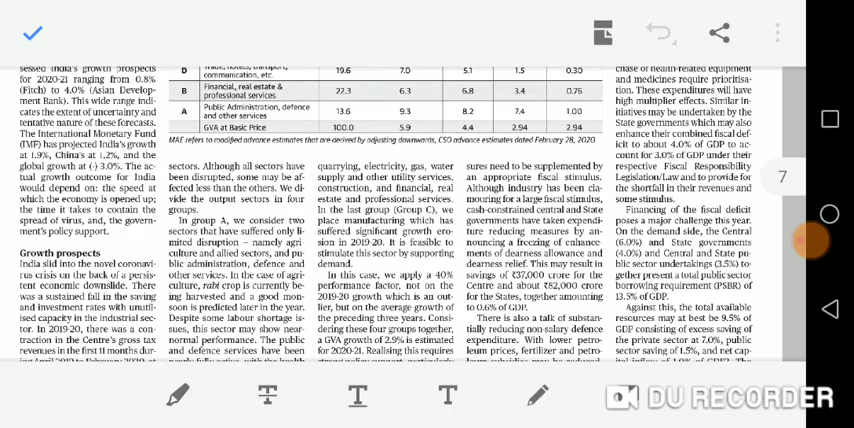 sessed India's growth prospects
for 2020-21 ranging from 0.8%
(Fitch) to 4.0% (Asian Develop-
ment Bank). This wide range indi-
cates the extent of uncertainty and
tentative nature of these forecasts.
The International Monetary Fund
(IMF) has projected India's growth
at 1.9%, China's at 1.2%, and the
global growth at (-) 3.0%. The ac-
tual growth outcome for India
would depend on: the speed at
which the economy is opened up;
the time it takes to contain the
spread of virus, and, the govern-
ment's policy support.
Growth prospects
India slid into the novel coronavi-
rus crisis on the back of a persis-
tent economic downslide. There
was a sustained fall in the saving
and investment rates with unutil-
ised capacity in the industrial sec-
tor. In 2019-20, there was a con-
traction in the Centre's gross tax
revenues in the first 11 months dur-
ing April 2019 to February 2020, at
D Trade, hotels, transport, communication, etc. 19.6 7.0 5.1 1.5 0.30
B Financial, real estate & professional services 22.3 6.3 6.8 3.4 0.76
A Public Administration, defence and other services 13.6 9.3 8.2 7.4 1.00
GVA at Basic Price 100.0 5.9 4.4 2.94 2.94
MAE refers to modified advance estimates that are derived by adjusting downwards, CSO advance estimates dated February 28, 2020
sectors. Although all sectors have
been disrupted, some may be af-
fected less than the others. We di-
vide the output sectors in four
groups.
In group A, we consider two
sectors that have suffered only li-
mited disruption – namely agri-
culture and allied sectors, and pu-
blic administration, defence and
other services. In the case of agri-
culture, rabi crop is currently be-
ing harvested and a good mon-
soon is predicted later in the year.
Despite some labour shortage is-
sues, this sector may show near-
normal performance. The public
and defence services have been
nearly fully active, with the health
quarrying, electricity, gas, water
supply and other utility services,
construction, and financial, real
estate and professional services.
In the last group (Group C), we
place manufacturing which has
suffered significant growth ero-
sion in 2019-20. It is feasible to
stimulate this sector by supporting
demand.
In this case, we apply a 40%
performance factor, not on the
2019-20 growth which is an out-
lier, but on the average growth of
the preceding three years. Consi-
dering these four groups together,
a GVA growth of 2.9% is estimated
for 2020-21. Realising this requires
strong policy support, particularly
sures need to be supplemented by
an appropriate fiscal stimulus.
Although industry has been cla-
mouring for a large fiscal stimulus,
cash-constrained central and State
governments have taken expendi-
ture reducing measures by an-
nouncing a freezing of enhance-
ments of dearness allowance and
dearness relief. This may result in
savings of ₹37,000 crore for the
Centre and about ₹82,000 crore
for the States, together amounting
to 0.6% of GDP.
There is also a talk of substan-
tially reducing non-salary defence
expenditure. With lower petro-
leum prices, fertilizer and petro-
leum subsidies may be reduced
chase of health-related equipment
and medicines require prioritisa-
tion. These expenditures will have
high multiplier effects. Similar in-
itiatives may be undertaken by the
State governments which may also
enhance their combined fiscal def-
icit to about 4.0% of GDP to ac-
count for 3.0% of GDP under their
respective Fiscal Responsibility
Legislation/Law and to provide for
the shortfall in their revenues and
some stimulus.
Financing of the fiscal deficit
poses a major challenge this year.
On the demand side, the Central
(6.0%) and State governments
(4.0%) and Central and State pu-
blic sector undertakings (3.5%) to-
gether present a total public sector
borrowing requirement (PSBR) of
13.5% of GDP.
Against this, the total available
resources may at best be 9.5% of
GDP consisting of excess saving of
the private sector at 7.0%, public
sector saving of 1.5%, and net cap-
ital inflow of 1.0% of GDP. The
7
T
T
T
DU RECORDER